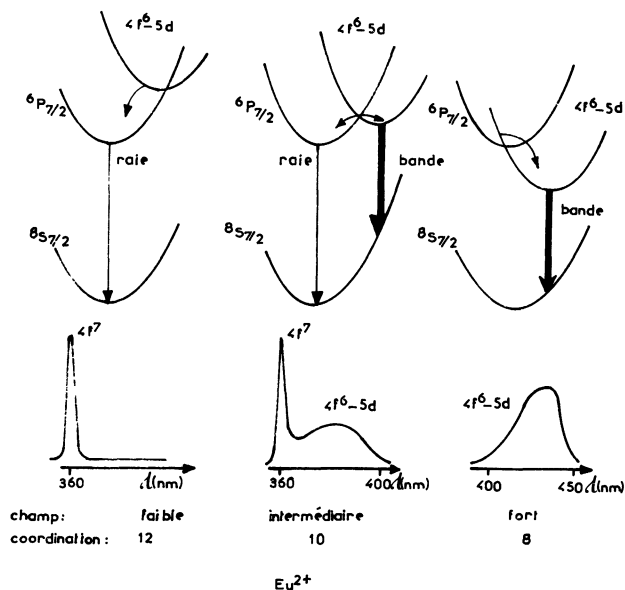 4f⁶–5d
4f⁶–5d
⁶P7/2
⁶P7/2
⁶P7/2
4f⁶–5d
raie
raie
bande
bande
⁸S7/2
⁸S7/2
⁸S7/2
4f⁷
4f⁶–5d
4f⁶–5d
360 λ(nm)
360 400 λ(nm)
400 450 λ(nm)
champ: faible intermédiaire fort
coordination: 12 10 8
Eu²⁺